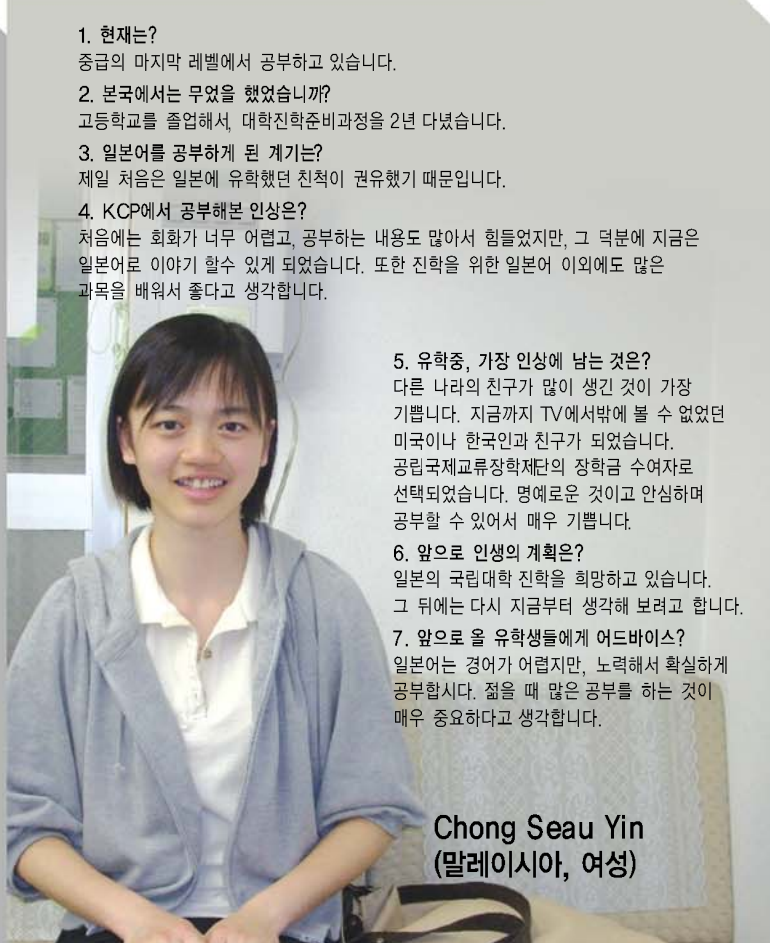 1. 현재는?
중급의 마지막 레벨에서 공부하고 있습니다.
2. 본국에서는 무엇을 했었습니까?
고등학교를 졸업해서, 대학진학준비과정을 2년 다녔습니다.
3. 일본어를 공부하게 된 계기는?
제일 처음은 일본에 유학했던 친척이 권유했기 때문입니다.
4. KCP에서 공부해본 인상은?
처음에는 회화가 너무 어렵고, 공부하는 내용도 많아서 힘들었지만, 그 덕분에 지금은
일본어로 이야기 할수 있게 되었습니다. 또한 진학을 위한 일본어 이외에도 많은
과목을 배워서 좋다고 생각합니다.
5. 유학중, 가장 인상에 남는 것은?
다른 나라의 친구가 많이 생긴 것이 가장
기쁩니다. 지금까지 TV에서밖에 볼 수 없었던
미국이나 한국인과 친구가 되었습니다.
공립국제교류장학재단의 장학금 수여자로
선택되었습니다. 명예로운 것이고 안심하며
공부할 수 있어서 매우 기쁩니다.
6. 앞으로 인생의 계획은?
일본의 국립대학 진학을 희망하고 있습니다.
그 뒤에는 다시 지금부터 생각해 보려고 합니다.
7. 앞으로 올 유학생들에게 어드바이스?
일본어는 경어가 어렵지만, 노력해서 확실하게
공부합시다. 젊을 때 많은 공부를 하는 것이
매우 중요하다고 생각합니다.
Chong Seau Yin
(말레이시아, 여성)